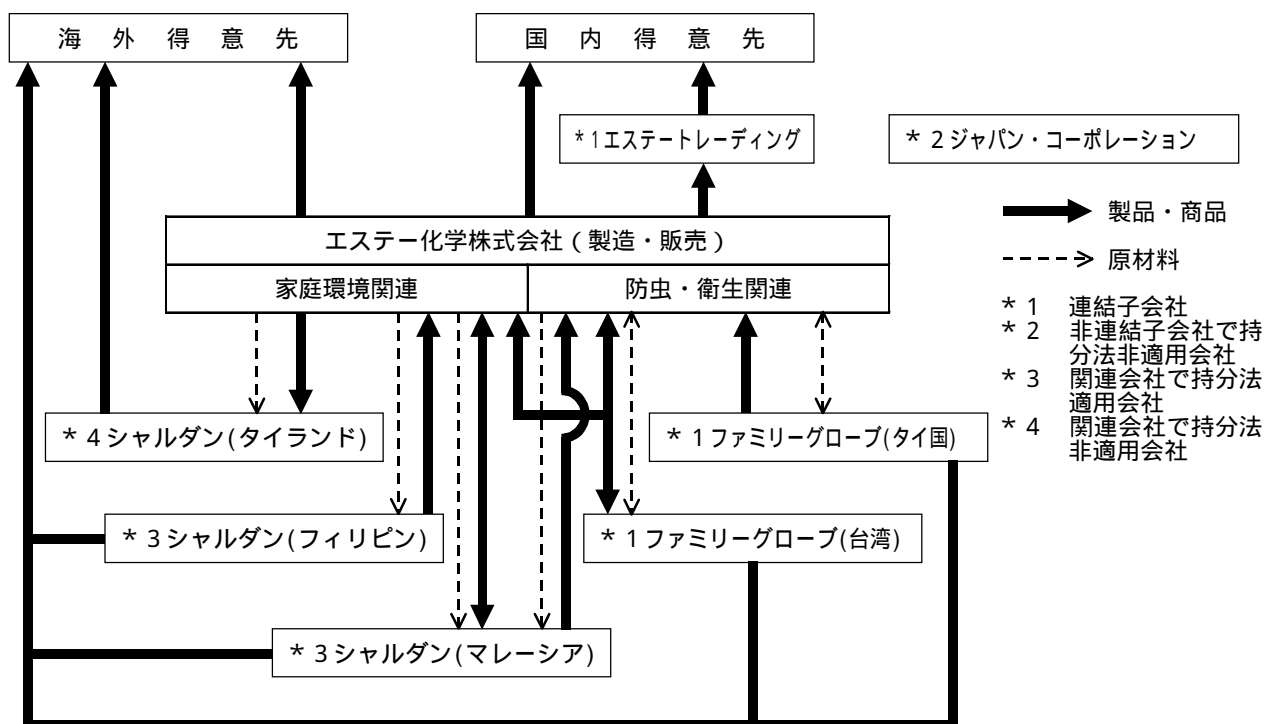 海外得意先
国内得意先
*1エステートレーディング
*2ジャパン・コーポレーション
製品・商品
原材料
エステー化学株式会社(製造・販売)
家庭環境関連
防虫・衛生関連
*1 連結子会社
*2 非連結子会社で持
分法非適用会社
*3 関連会社で持分法
適用会社
*4 関連会社で持分法
非適用会社
*4シャルダン(タイランド)
*1ファミリーグローブ(タイ国)
*3シャルダン(フィリピン)
*1ファミリーグローブ(台湾)
*3シャルダン(マレーシア)